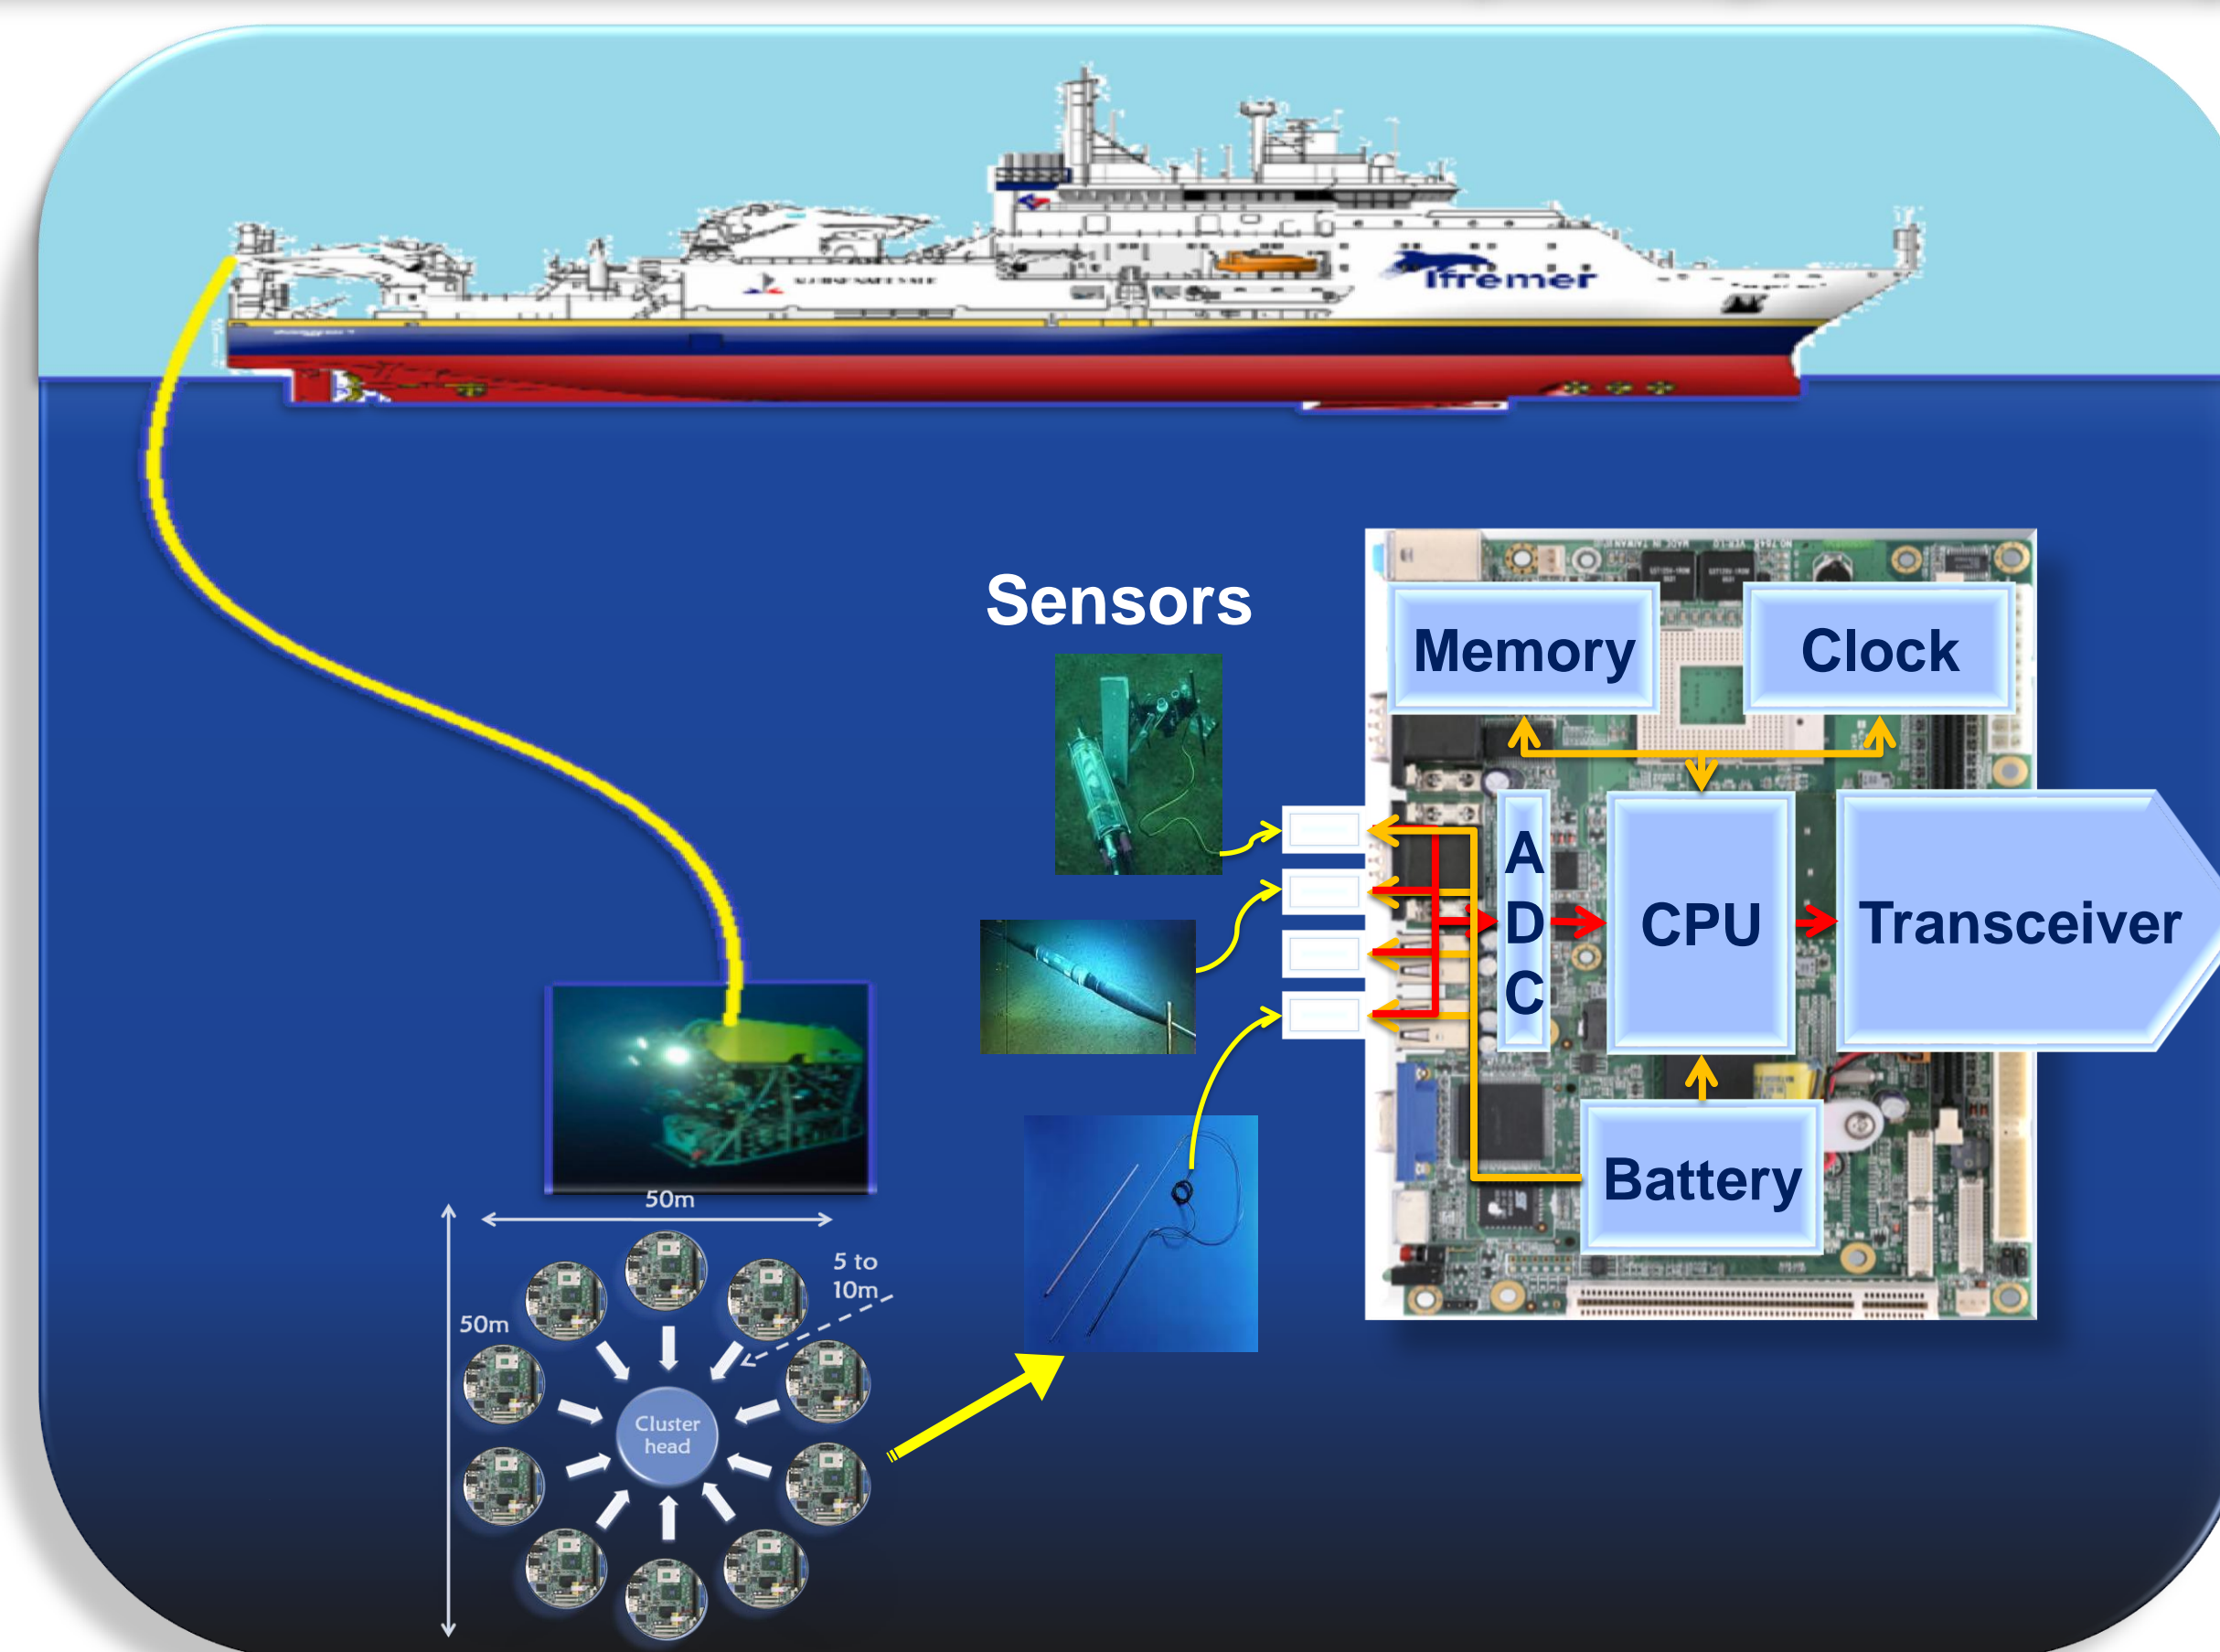 Ifremer
Sensors
Memory
Clock
A
D
C
CPU
Transceiver
Battery
50m
5 to
10m
50m
Cluster
head